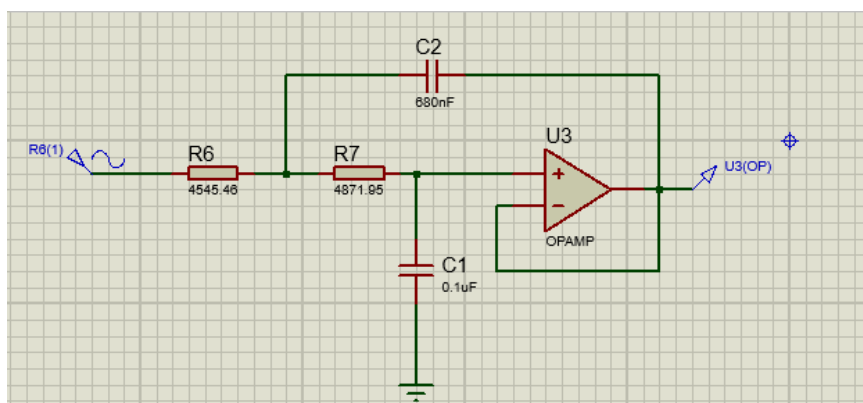 C2
680nF
R6(1)
R6
4545.46
R7
4871.95
U3
+
−
OPAMP
U3(OP)
C1
0.1uF